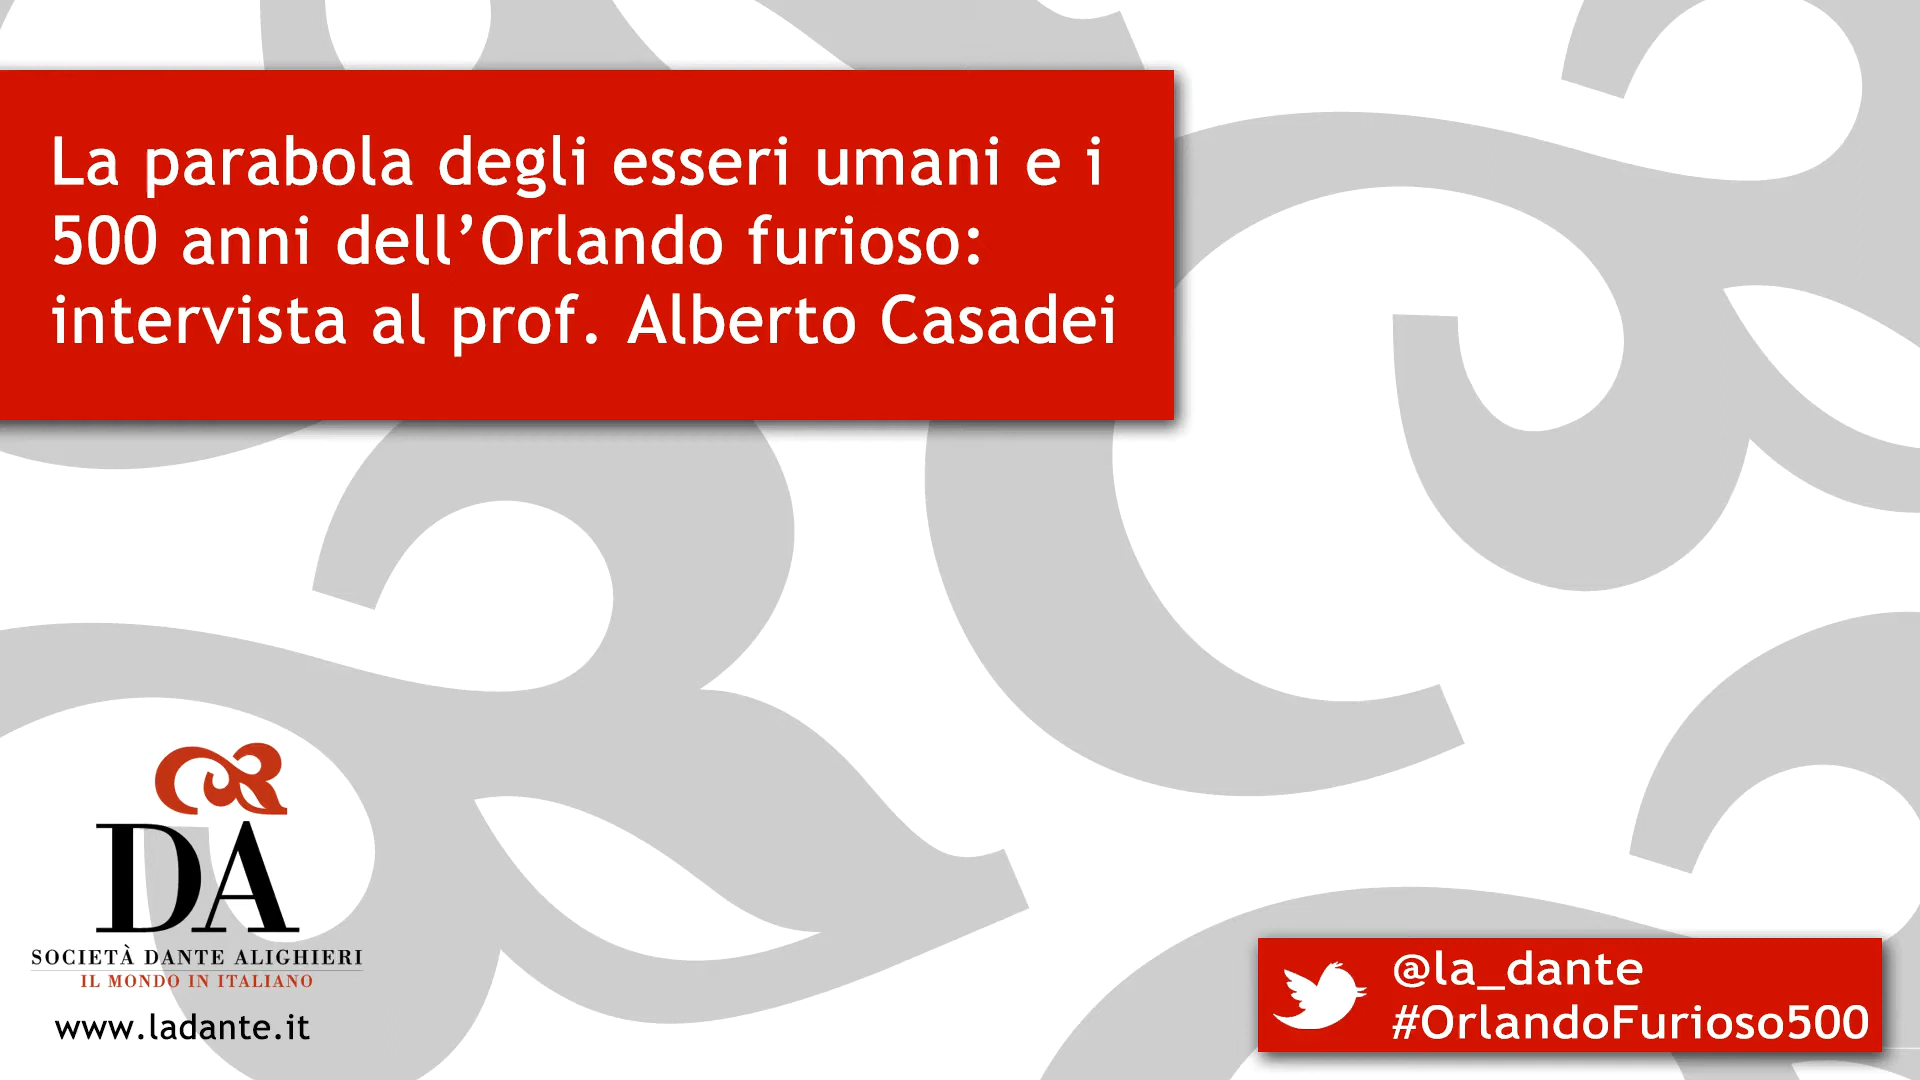 La parabola degli esseri umani e i
500 anni dell’Orlando furioso:
intervista al prof. Alberto Casadei
DA
SOCIETÀ DANTE ALIGHIERI
IL MONDO IN ITALIANO
www.ladante.it
@la_dante
#OrlandoFurioso500